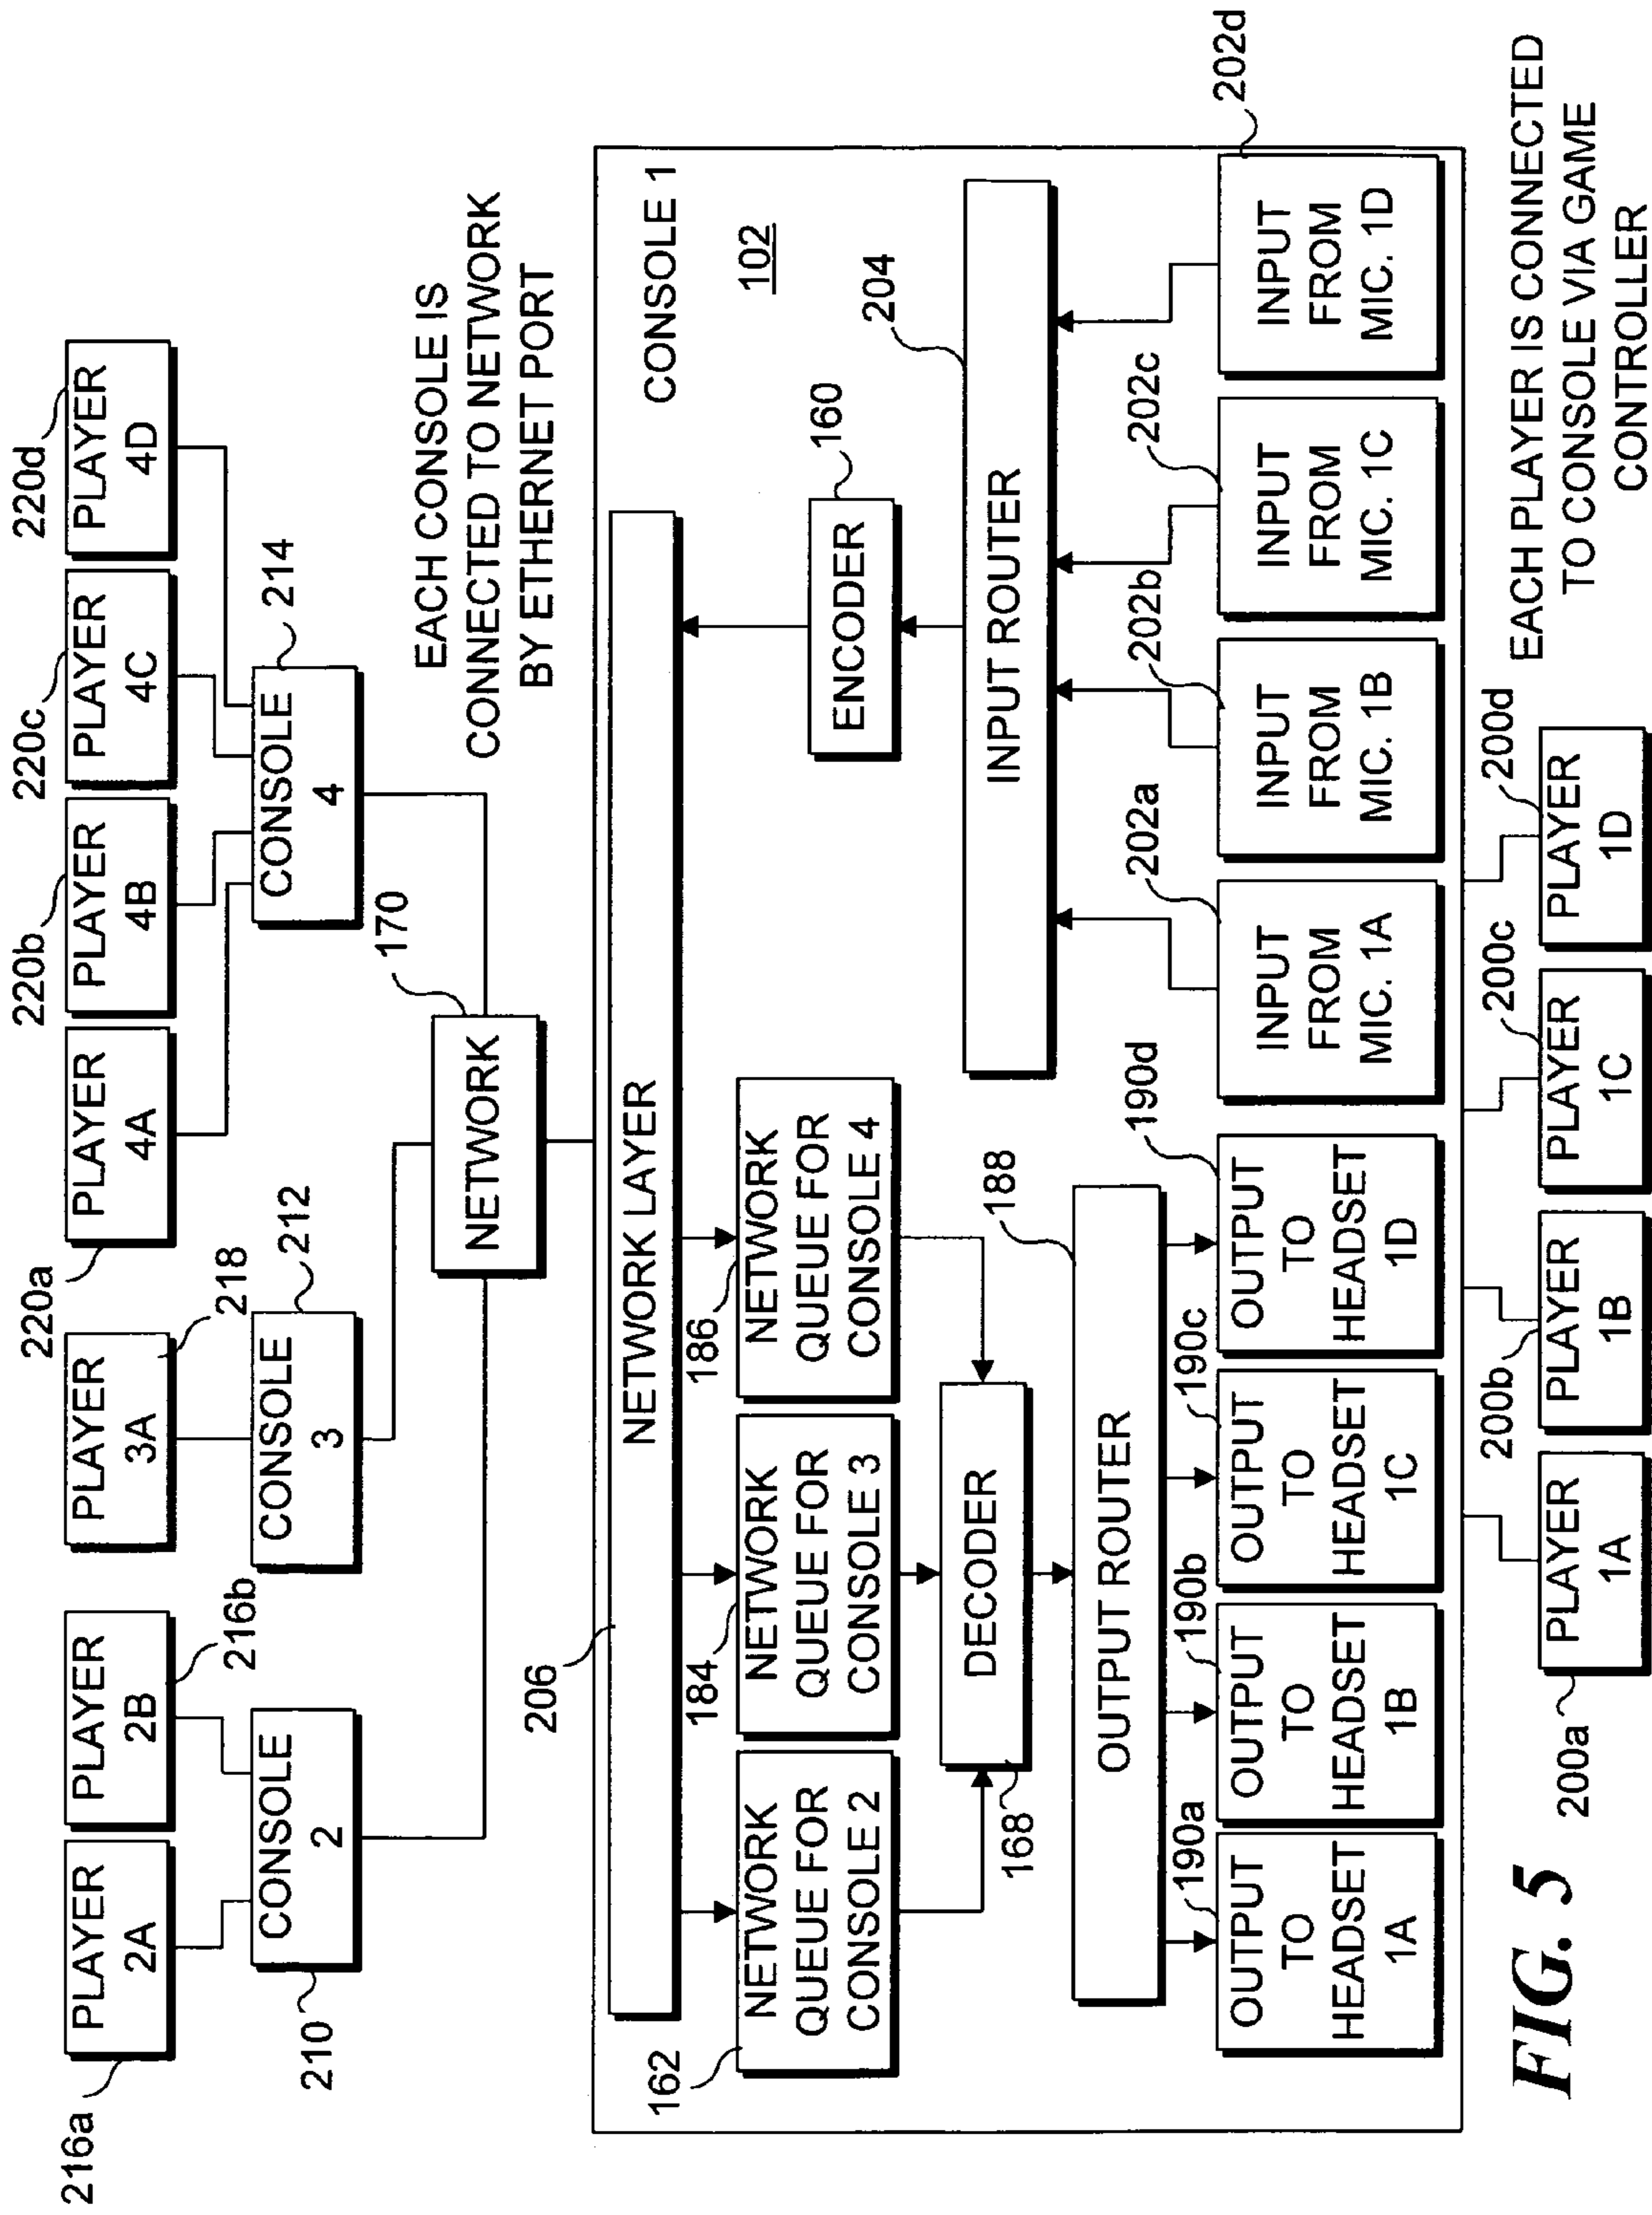 216a
PLAYER
2A
PLAYER
2B
216b
PLAYER
3A
218
220a
PLAYER
4A
220b
PLAYER
4B
220c
PLAYER
4C
220d
PLAYER
4D
210
CONSOLE
2
CONSOLE
3
212
CONSOLE
4
214
170
NETWORK
EACH CONSOLE IS
CONNECTED TO NETWORK
BY ETHERNET PORT
206
NETWORK LAYER
CONSOLE 1
102
162
NETWORK
QUEUE FOR
CONSOLE 2
184
NETWORK
QUEUE FOR
CONSOLE 3
186
NETWORK
QUEUE FOR
CONSOLE 4
ENCODER
160
168
DECODER
188
INPUT ROUTER
204
OUTPUT ROUTER
190a
190b
190c
190d
202a
202b
202c
202d
OUTPUT
TO
HEADSET
1A
OUTPUT
TO
HEADSET
1B
OUTPUT
TO
HEADSET
1C
OUTPUT
TO
HEADSET
1D
INPUT
FROM
MIC. 1A
INPUT
FROM
MIC. 1B
INPUT
FROM
MIC. 1C
INPUT
FROM
MIC. 1D
200a
PLAYER
1A
200b
PLAYER
1B
200c
PLAYER
1C
200d
PLAYER
1D
EACH PLAYER IS CONNECTED
TO CONSOLE VIA GAME
CONTROLLER
FIG. 5